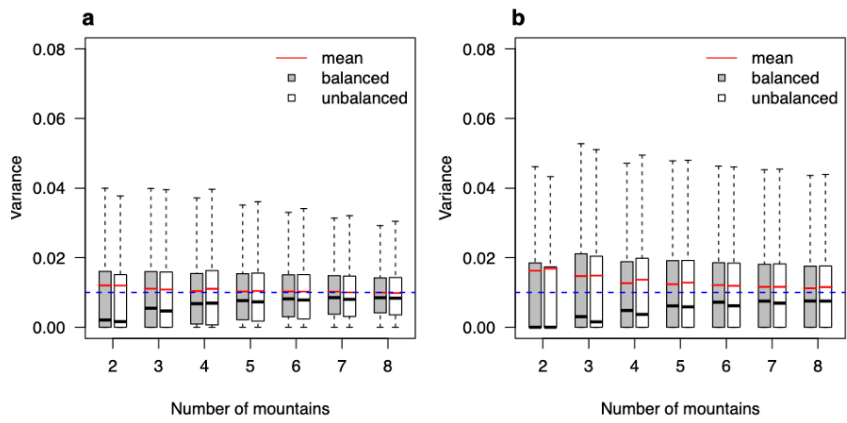 a
0.08
0.06
0.04
0.02
0.00
Variance
mean
balanced
unbalanced
2 3 4 5 6 7 8
Number of mountains
b
0.08
0.06
0.04
0.02
0.00
Variance
mean
balanced
unbalanced
2 3 4 5 6 7 8
Number of mountains